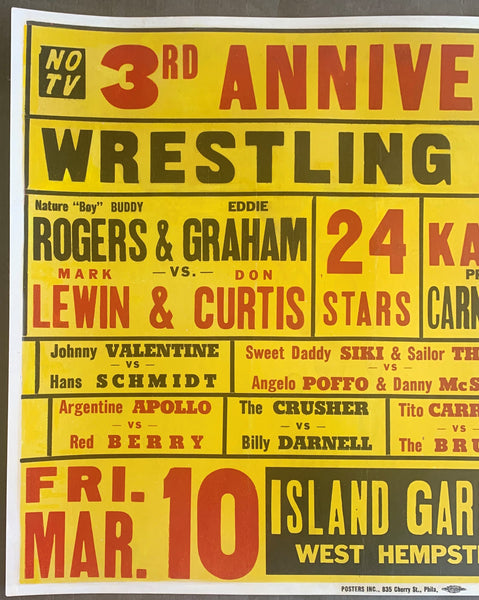 NO TV
3RD ANNIVE
WRESTLING
Nature "Boy" BUDDY EDDIE
ROGERS & GRAHAM
— VS. —
MARK DON
LEWIN & CURTIS
24
STARS
KA
PE
CARN
Johnny VALENTINE
— VS —
Hans SCHMIDT
Sweet Daddy SIKI & Sailor TH
— VS —
Angelo POFFO & Danny McS
Argentine APOLLO
— VS —
Red BERRY
The CRUSHER
— VS —
Billy DARNELL
Tito CARR
— VS —
The BRU
FRI.
MAR. 10
ISLAND GAR
WEST HEMPSTE
POSTERS INC., 835 Cherry St., Phila.